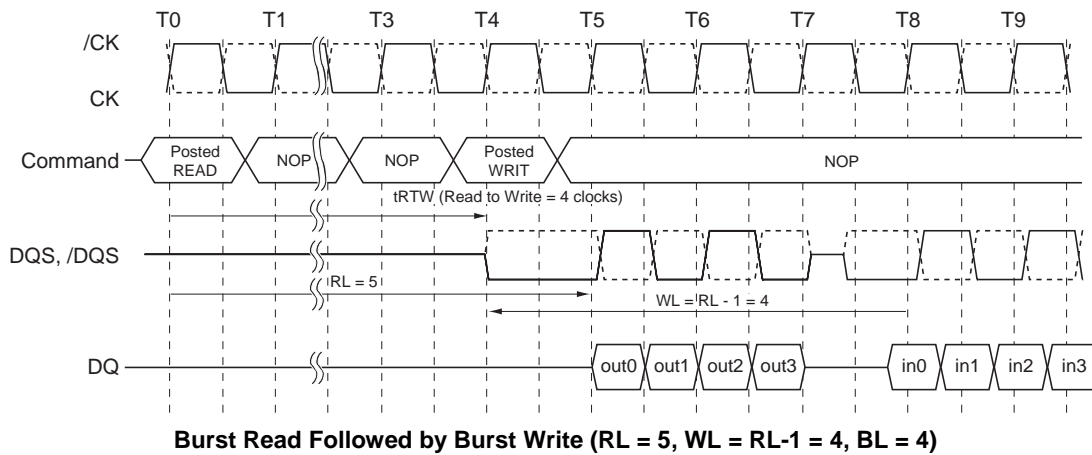 T0 T1 T3 T4 T5 T6 T7 T8 T9
/CK
CK
Command
Posted
READ
NOP
NOP
Posted
WRIT
NOP
tRTW (Read to Write = 4 clocks)
DQS, /DQS
RL = 5
WL = RL - 1 = 4
DQ
out0 out1 out2 out3 in0 in1 in2 in3
Burst Read Followed by Burst Write (RL = 5, WL = RL-1 = 4, BL = 4)